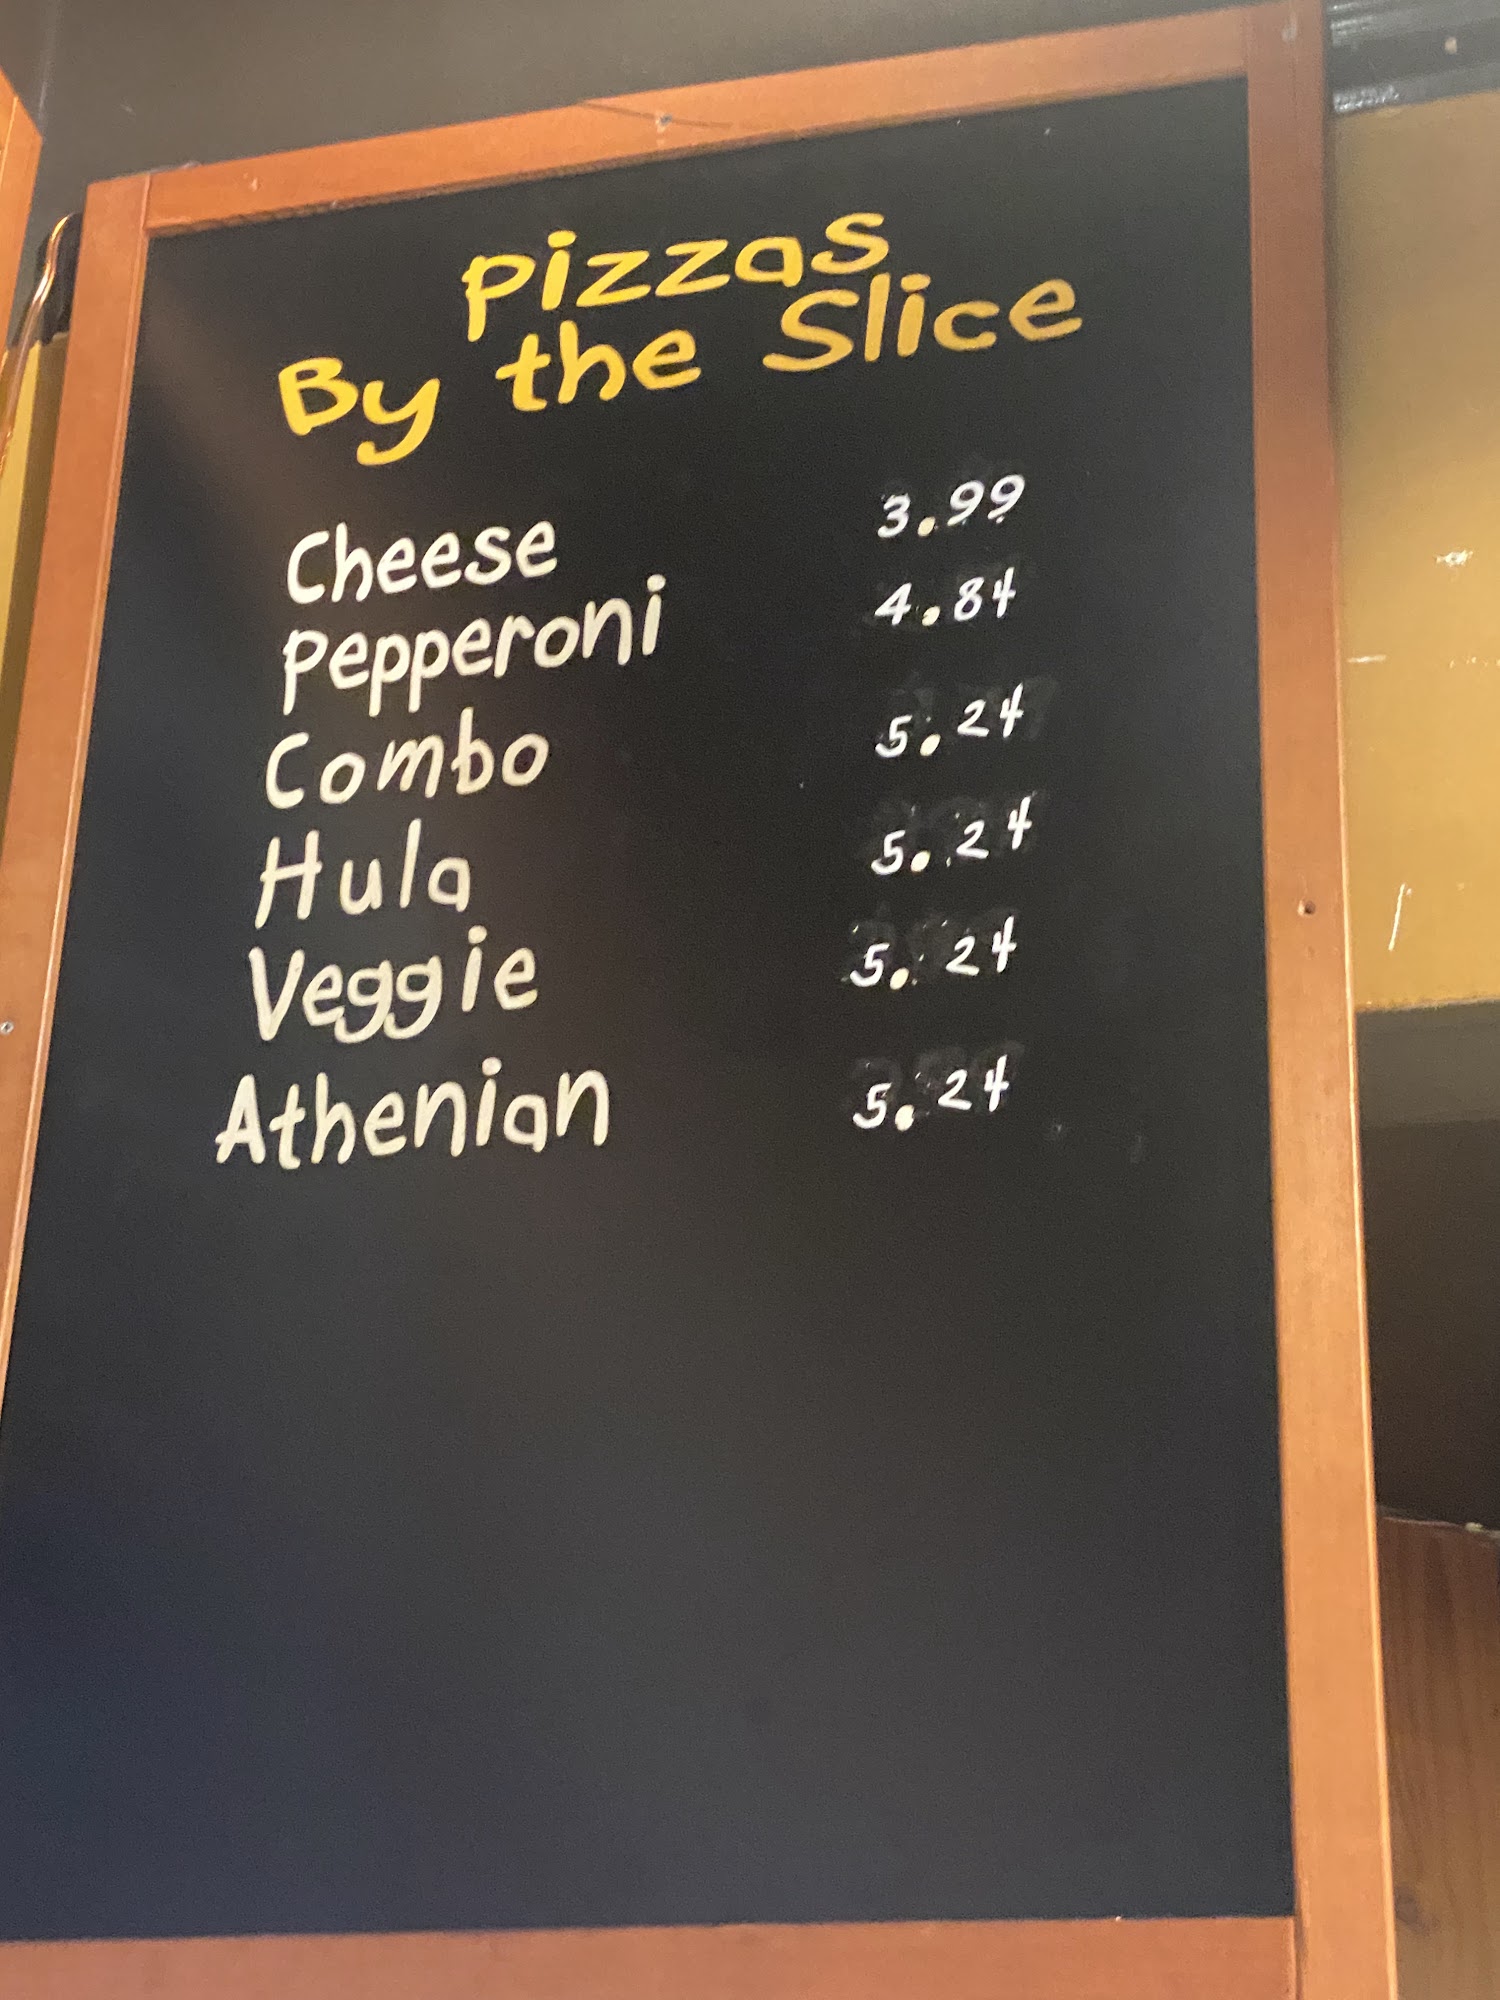 Pizzas
By the Slice
Cheese 3.99
Pepperoni 4.84
Combo 5.24
Hula 5.24
Veggie 5.24
Athenian 5.24